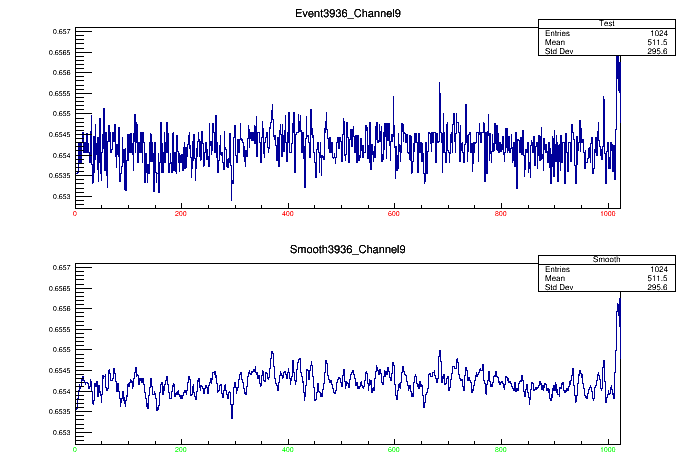 Event3936_Channel9
Test
Entries 1024
Mean 511.5
Std Dev 295.6
0.657
0.6565
0.656
0.6555
0.655
0.6545
0.654
0.6535
0.653
0 200 400 600 800 1000
Smooth3936_Channel9
Smooth
Entries 1024
Mean 511.5
Std Dev 295.6
0.657
0.6565
0.656
0.6555
0.655
0.6545
0.654
0.6535
0.653
0 200 400 600 800 1000